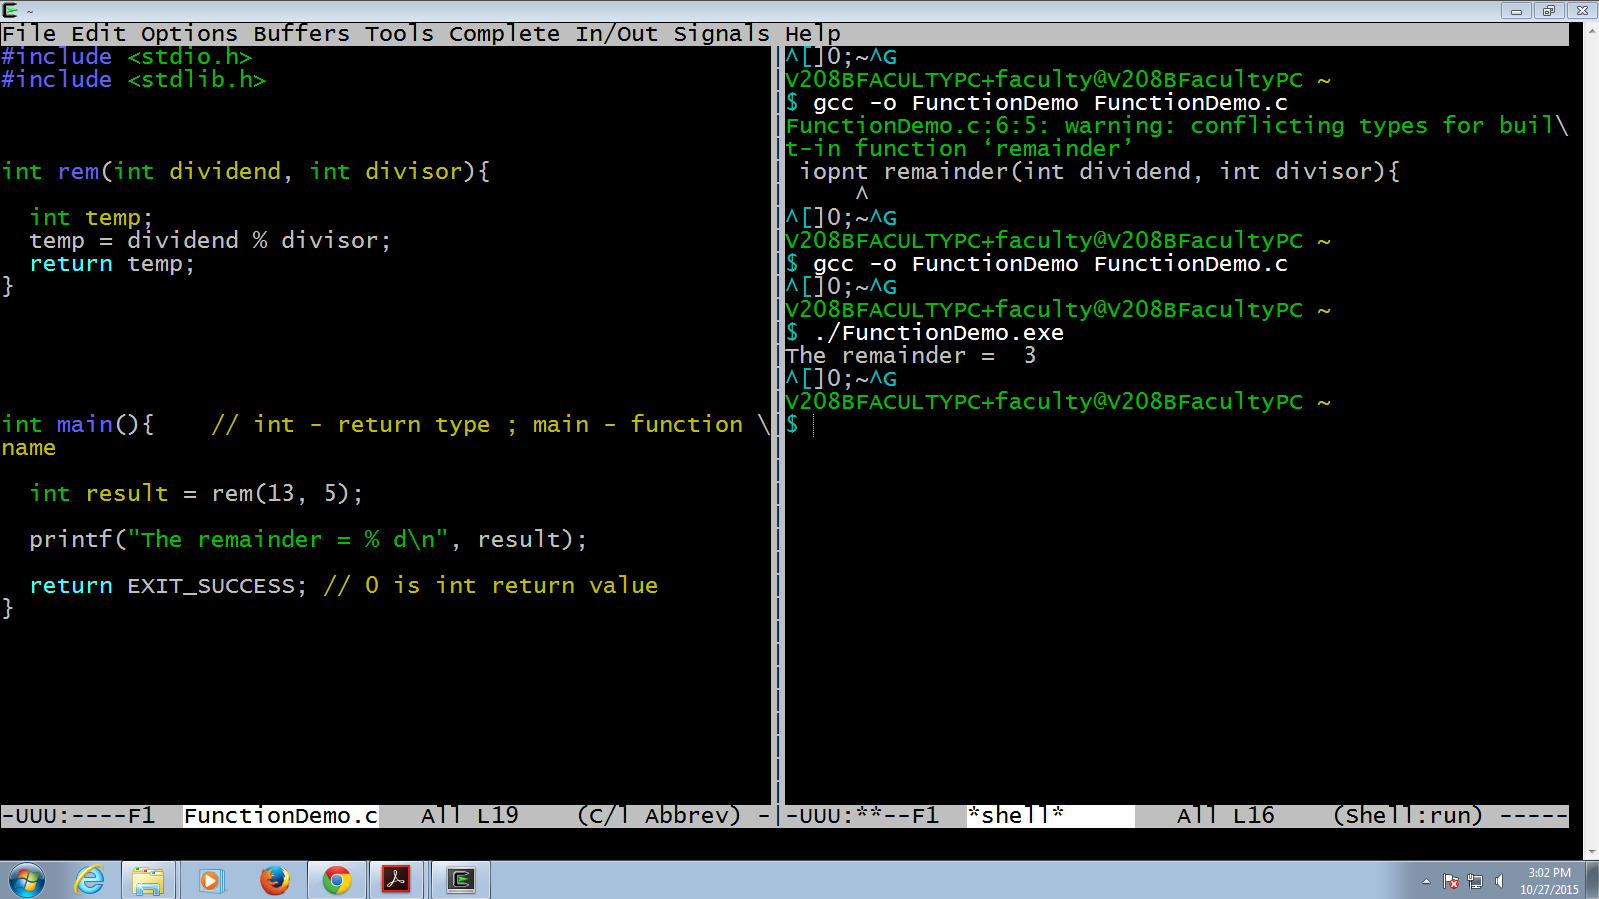 ~
File Edit Options Buffers Tools Complete In/Out Signals Help
#include <stdio.h>
#include <stdlib.h>
int rem(int dividend, int divisor){
int temp;
temp = dividend % divisor;
return temp;
}
int main(){    // int - return type ; main - function \
name
int result = rem(13, 5);
printf("The remainder = % d\n", result);
return EXIT_SUCCESS; // 0 is int return value
}
-UUU:----F1  FunctionDemo.c   All L19    (C/l Abbrev) -
^[]0;~^G
V208BFACULTYPC+faculty@V208BFacultyPC ~
$ gcc -o FunctionDemo FunctionDemo.c
FunctionDemo.c:6:5: warning: conflicting types for buil\
t-in function ‘remainder’
iopnt remainder(int dividend, int divisor){
^
^[]0;~^G
V208BFACULTYPC+faculty@V208BFacultyPC ~
$ gcc -o FunctionDemo FunctionDemo.c
^[]0;~^G
V208BFACULTYPC+faculty@V208BFacultyPC ~
$ ./FunctionDemo.exe
The remainder =  3
^[]0;~^G
V208BFACULTYPC+faculty@V208BFacultyPC ~
$
-UUU:**--F1  *shell*        All L16    (Shell:run) -----
3:02 PM
10/27/2015